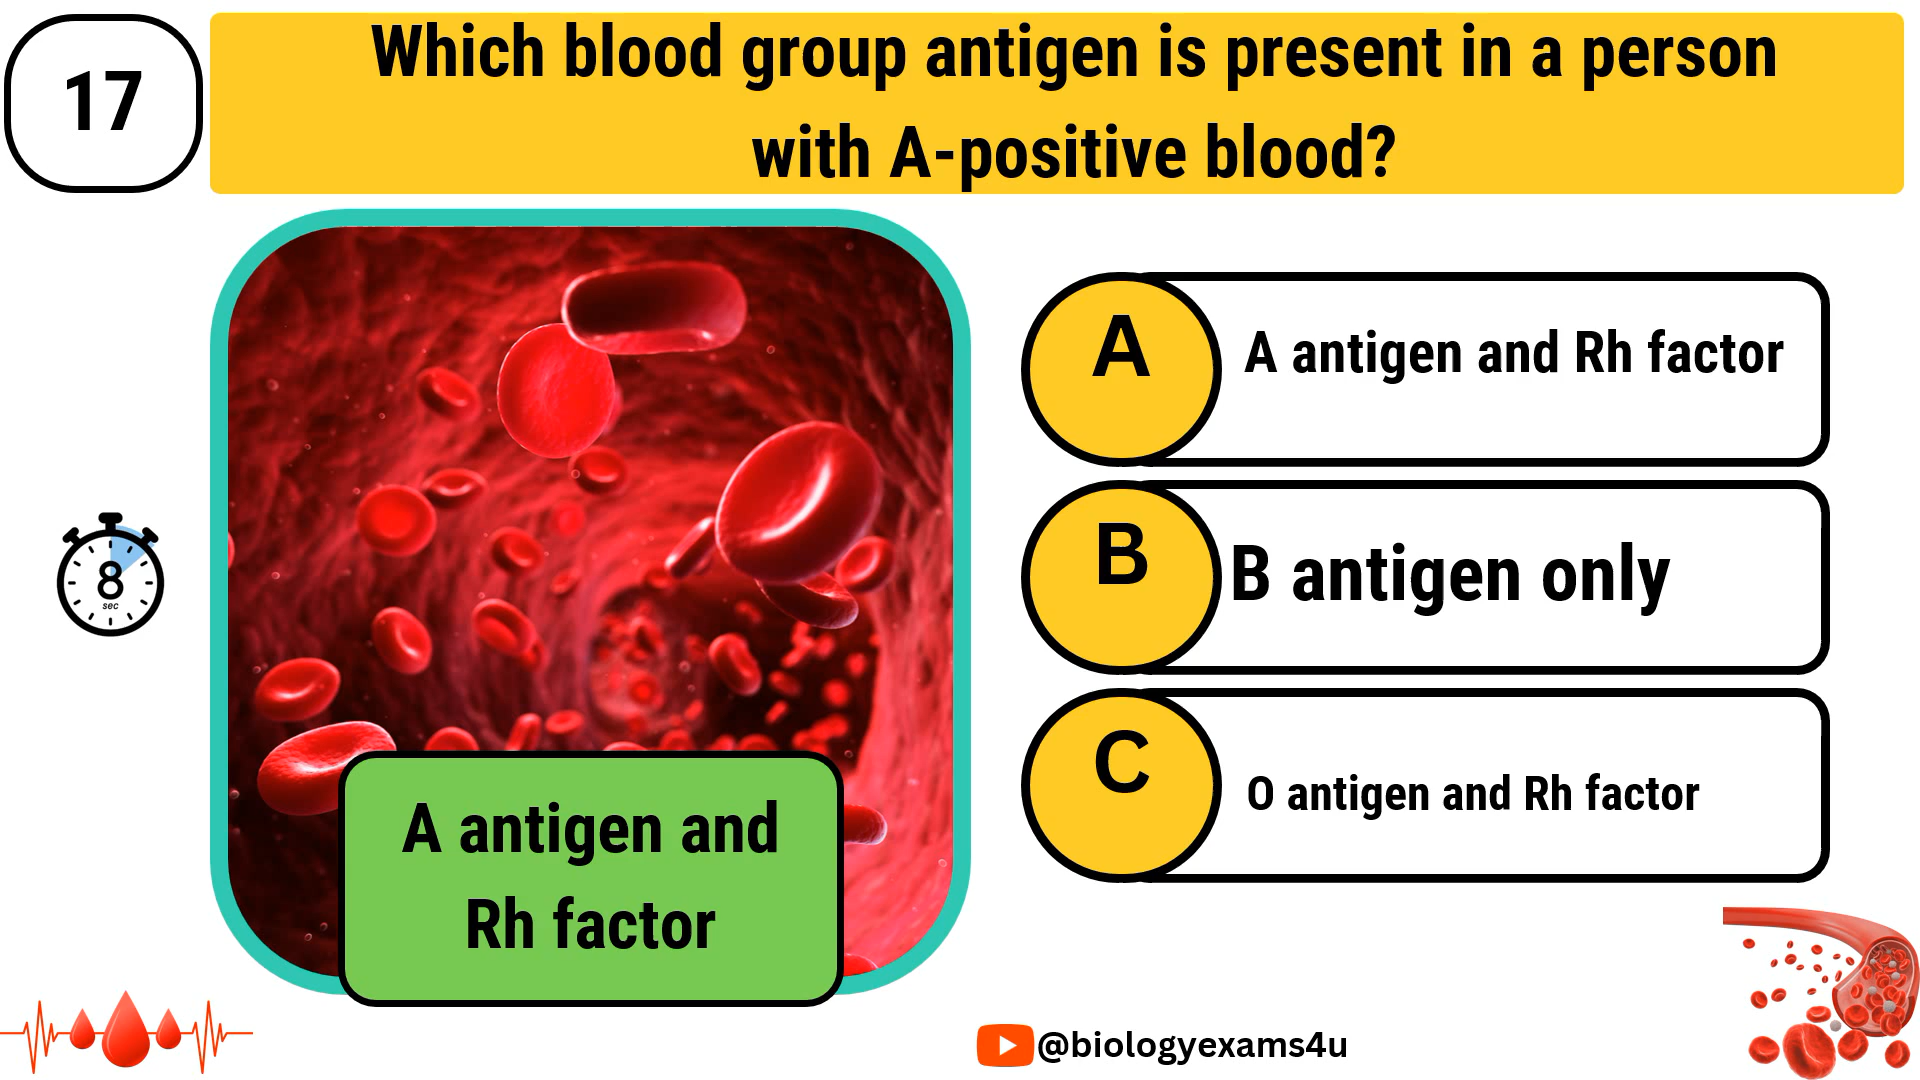 17
Which blood group antigen is present in a person
with A-positive blood?
A
A antigen and Rh factor
B
B antigen only
C
O antigen and Rh factor
8
sec
A antigen and
Rh factor
@biologyexams4u